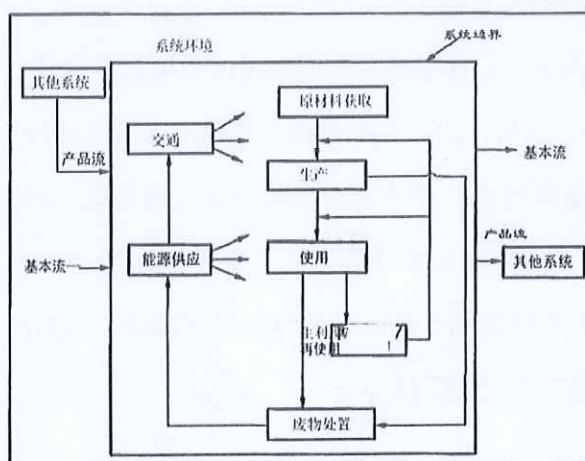 系统环境
系统边界
其他系统
原材料获取
交通
产品流
基本流
生产
产品流
基本流
能源供应
使用
其他系统
再使用
废物处置